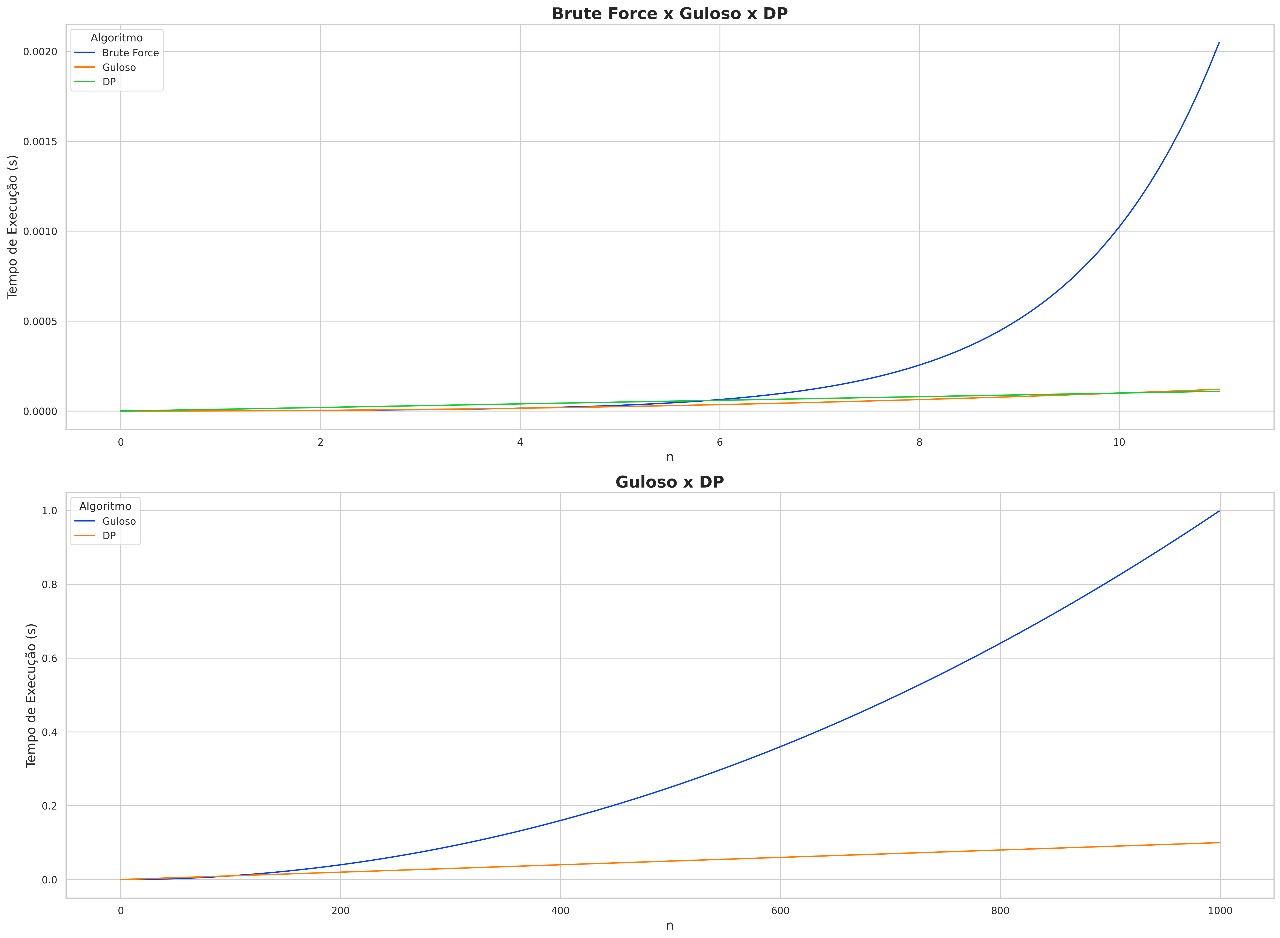 Brute Force x Guloso x DP
Algoritmo
Brute Force
Guloso
DP
Tempo de Execução (s)
0.0020
0.0015
0.0010
0.0005
0.0000
0 2 4 6 8 10
n
Guloso x DP
Algoritmo
Guloso
DP
Tempo de Execução (s)
1.0
0.8
0.6
0.4
0.2
0.0
0 200 400 600 800 1000
n